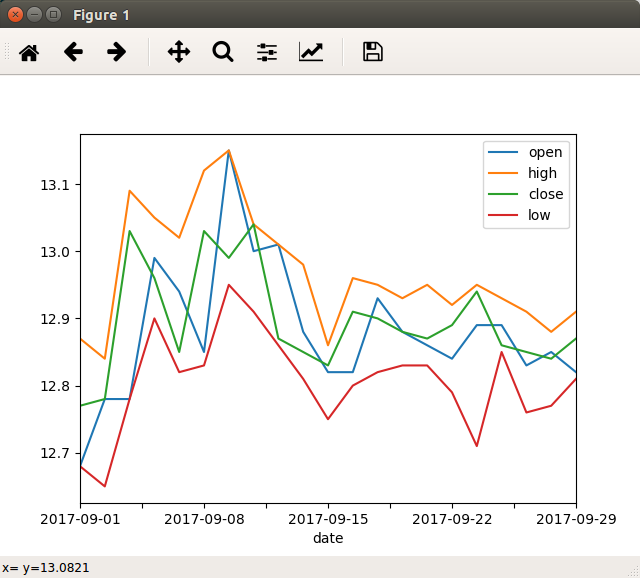 Figure 1
open
high
close
low
13.1
13.0
12.9
12.8
12.7
2017-09-01 2017-09-08 2017-09-15 2017-09-22 2017-09-29
date
x= y=13.0821